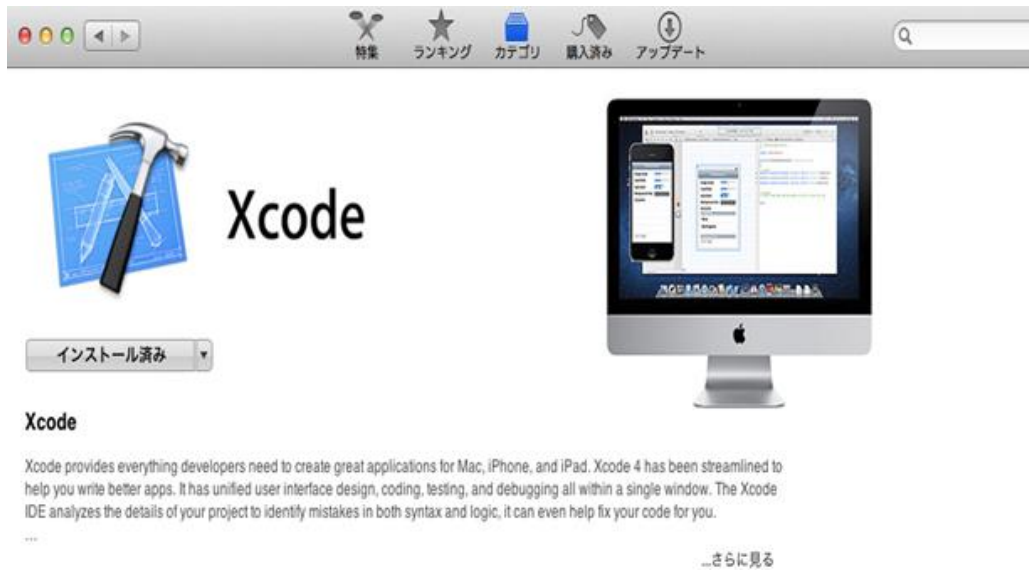 特集
ランキング
カテゴリ
購入済み
アップデート
Xcode
インストール済み
Xcode
Xcode provides everything developers need to create great applications for Mac, iPhone, and iPad. Xcode 4 has been streamlined to
help you write better apps. It has unified user interface design, coding, testing, and debugging all within a single window. The Xcode
IDE analyzes the details of your project to identify mistakes in both syntax and logic, it can even help fix your code for you.
...
...さらに見る